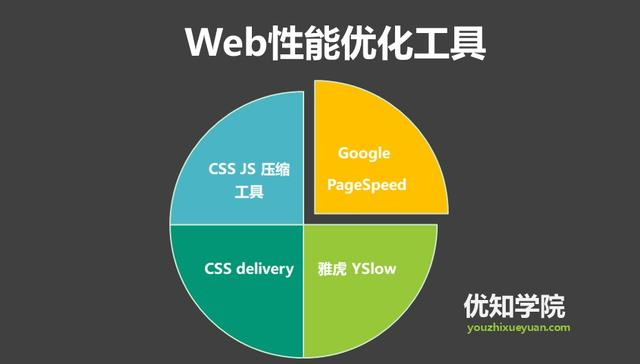 Web性能优化工具
CSS JS 压缩
工具
Google
PageSpeed
CSS delivery
雅虎 YSlow
优知学院
youzhixueyuan.com